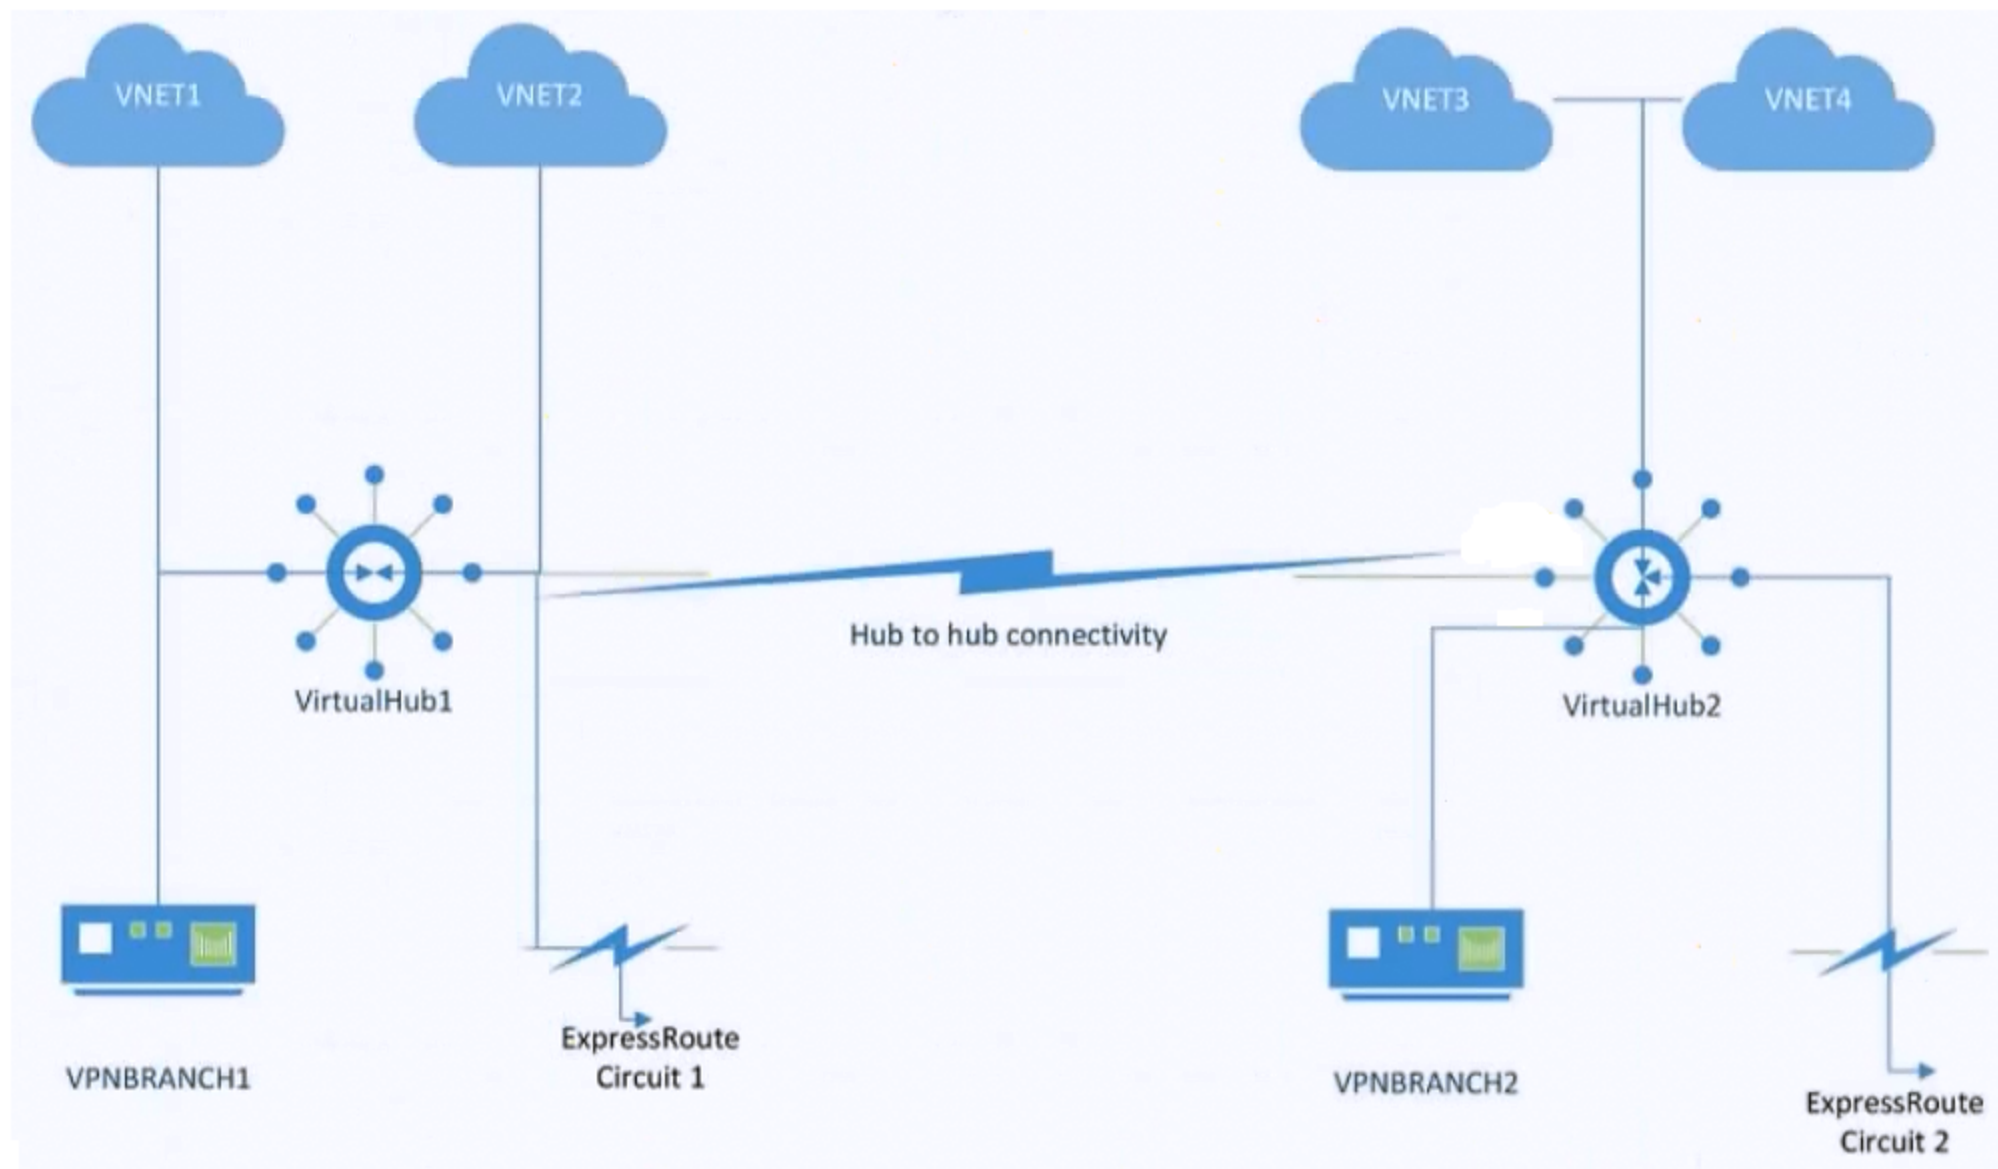 VNET1
VNET2
VNET3
VNET4
Hub to hub connectivity
VirtualHub1
VirtualHub2
VPNBRANCH1
ExpressRoute
Circuit 1
VPNBRANCH2
ExpressRoute
Circuit 2